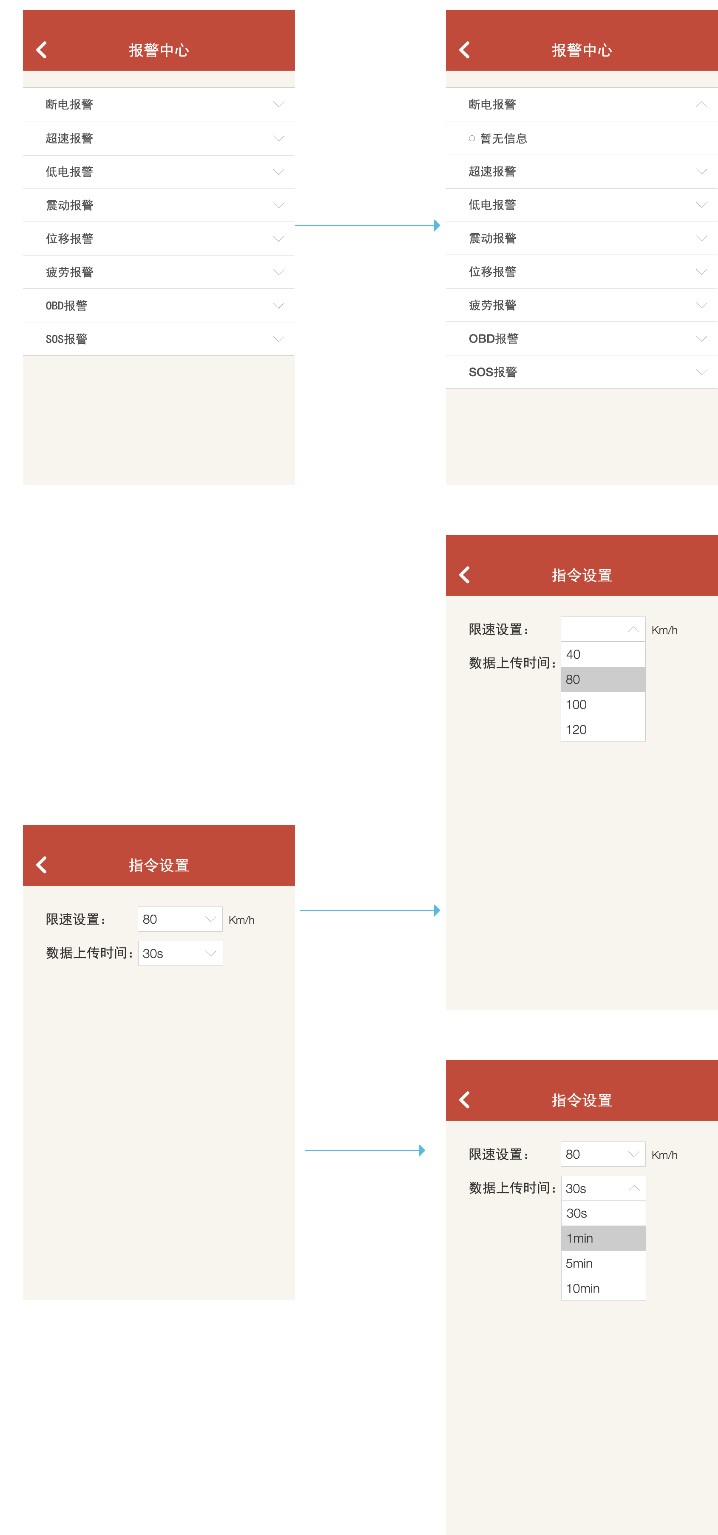 报警中心
断电报警
超速报警
低电报警
震动报警
位移报警
疲劳报警
OBD报警
SOS报警
报警中心
断电报警
暂无信息
超速报警
低电报警
震动报警
位移报警
疲劳报警
OBD报警
SOS报警
指令设置
限速设置： Km/h
数据上传时间：
40
80
100
120
指令设置
限速设置： 80 Km/h
数据上传时间： 30s
指令设置
限速设置： 80 Km/h
数据上传时间： 30s
30s
1min
5min
10min